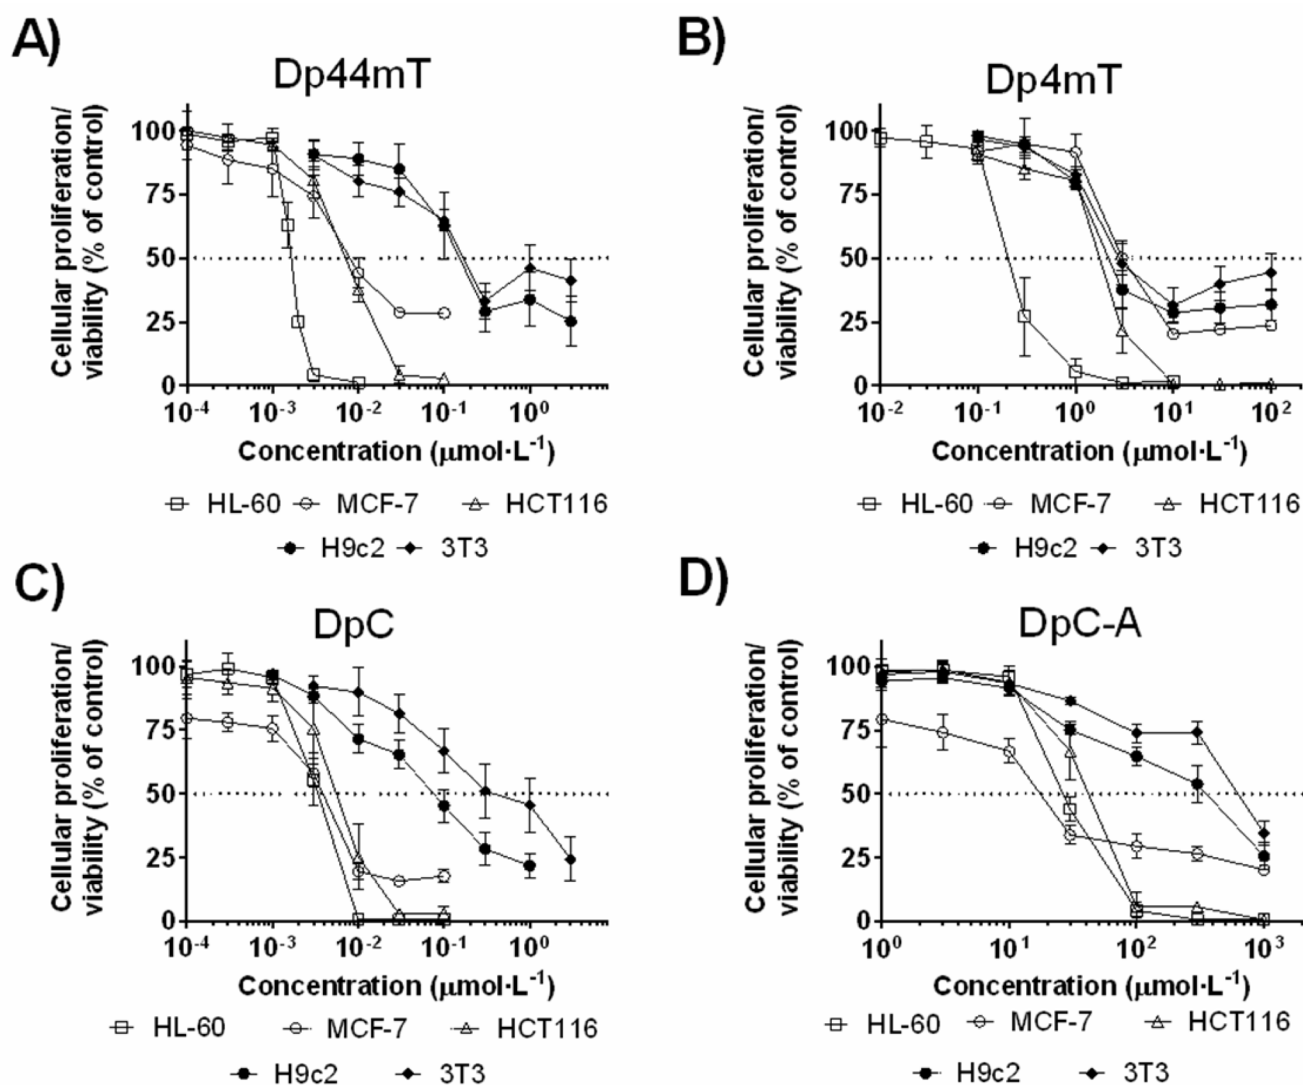 A)
Dp44mT
Cellular proliferation/
viability (% of control)
100
75
50
25
0
10⁻⁴ 10⁻³ 10⁻² 10⁻¹ 10⁰
Concentration (μmol·L⁻¹)
HL-60 MCF-7 HCT116
H9c2 3T3
B)
Dp4mT
Cellular proliferation/
viability (% of control)
100
75
50
25
0
10⁻² 10⁻¹ 10⁰ 10¹ 10²
Concentration (μmol·L⁻¹)
HL-60 MCF-7 HCT116
H9c2 3T3
C)
DpC
Cellular proliferation/
viability (% of control)
100
75
50
25
0
10⁻⁴ 10⁻³ 10⁻² 10⁻¹ 10⁰
Concentration (μmol·L⁻¹)
HL-60 MCF-7 HCT116
H9c2 3T3
D)
DpC-A
Cellular proliferation/
viability (% of control)
100
75
50
25
0
10⁰ 10¹ 10² 10³
Concentration (μmol·L⁻¹)
HL-60 MCF-7 HCT116
H9c2 3T3